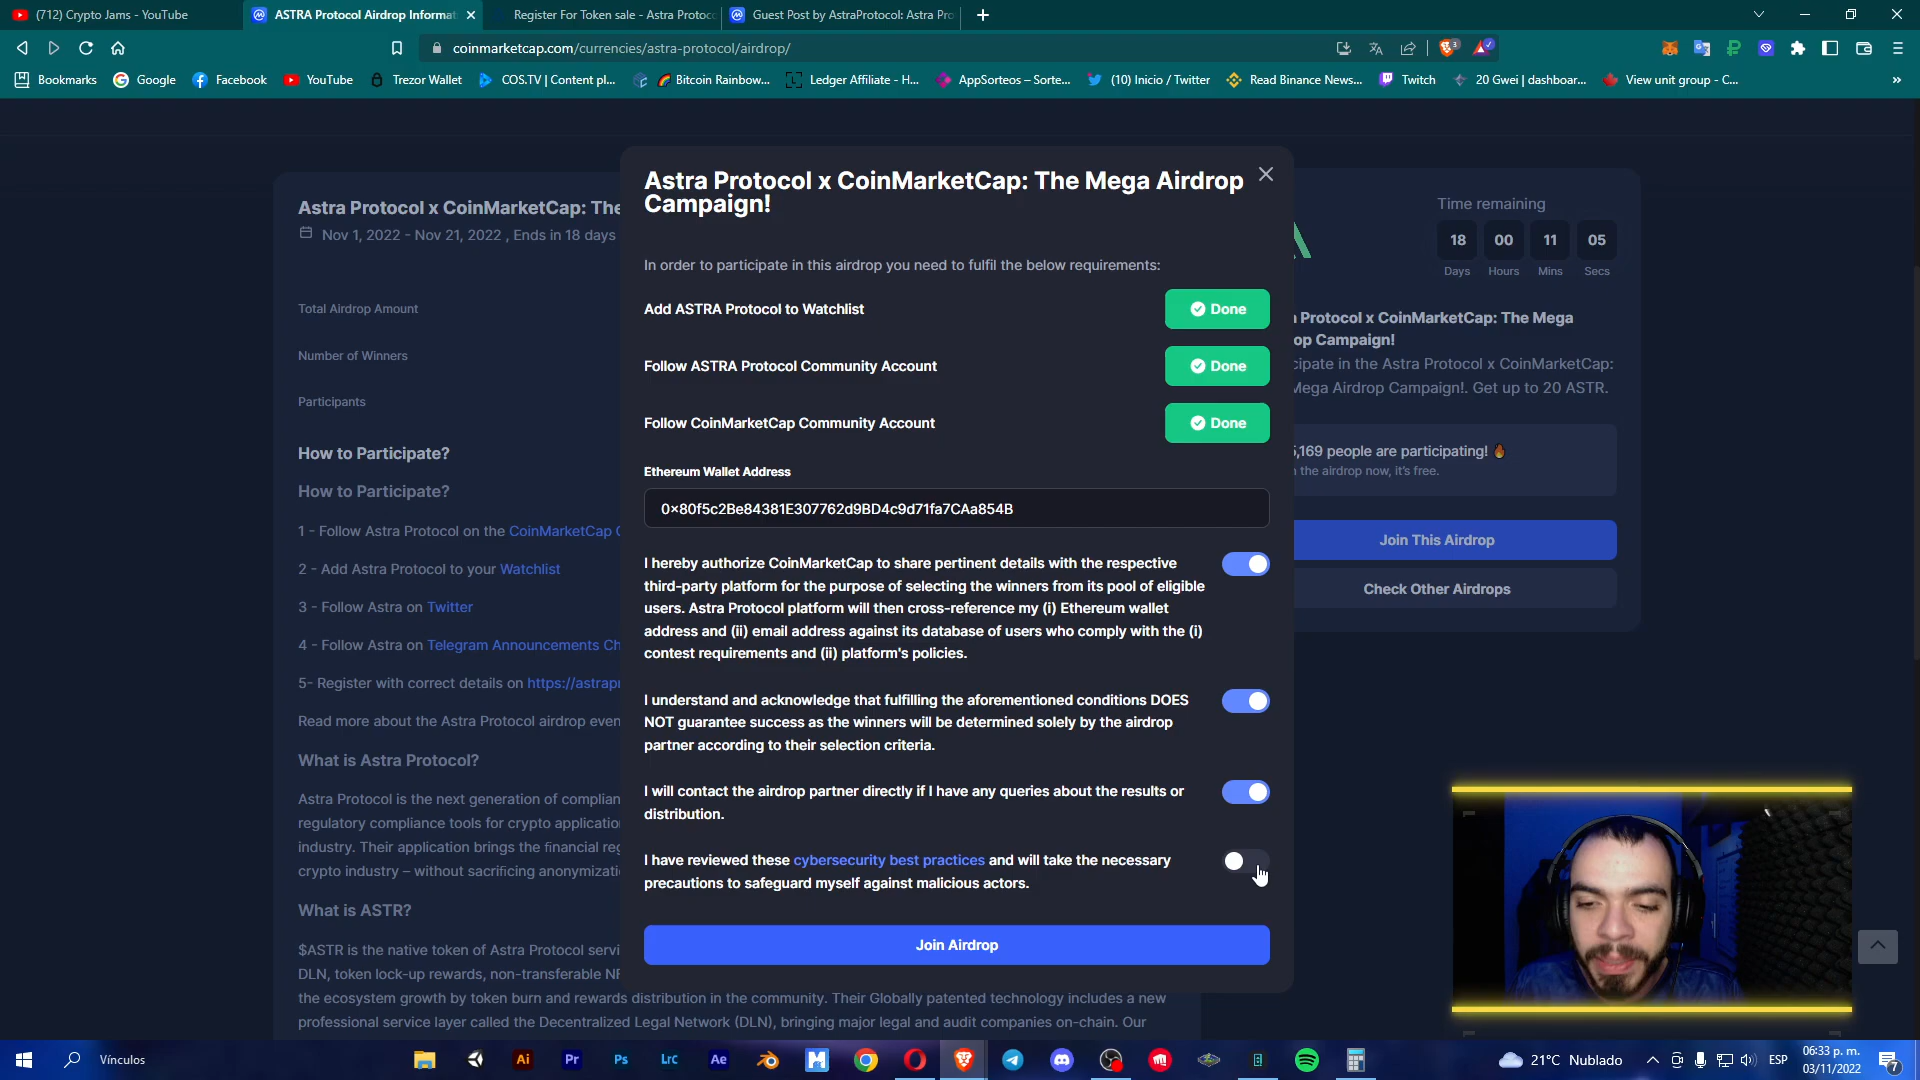 (712) Crypto Jams - YouTube
ASTRA Protocol Airdrop Informat
Register For Token sale - Astra Protoc
Guest Post by AstraProtocol: Astra Pro
coinmarketcap.com/currencies/astra-protocol/airdrop/
Bookmarks
Google
Facebook
YouTube
Trezor Wallet
COS.TV | Content pl...
Bitcoin Rainbow...
Ledger Affiliate - H...
AppSorteos – Sorte...
(10) Inicio / Twitter
Read Binance News...
Twitch
20 Gwei | dashboar...
View unit group - C...
»
Astra Protocol x CoinMarketCap: The
Nov 1, 2022 - Nov 21, 2022 , Ends in 18 days
Total Airdrop Amount
Number of Winners
Participants
How to Participate?
How to Participate?
1 - Follow Astra Protocol on the CoinMarketCap C
2 - Add Astra Protocol to your Watchlist
3 - Follow Astra on Twitter
4 - Follow Astra on Telegram Announcements Ch
5- Register with correct details on https://astrapr
Read more about the Astra Protocol airdrop even
What is Astra Protocol?
Astra Protocol is the next generation of complian
regulatory compliance tools for crypto applicatio
industry. Their application brings the financial reg
crypto industry – without sacrificing anonymizati
What is ASTR?
$ASTR is the native token of Astra Protocol servi
DLN, token lock-up rewards, non-transferable NF
the ecosystem growth by token burn and rewards distribution in the community. Their Globally patented technology includes a new
professional service layer called the Decentralized Legal Network (DLN), bringing major legal and audit companies on-chain. Our
Astra Protocol x CoinMarketCap: The Mega Airdrop
Campaign!
In order to participate in this airdrop you need to fulfil the below requirements:
Add ASTRA Protocol to Watchlist
Done
Follow ASTRA Protocol Community Account
Done
Follow CoinMarketCap Community Account
Done
Ethereum Wallet Address
0x80f5c2Be84381E307762d9BD4c9d71fa7CAa854B
I hereby authorize CoinMarketCap to share pertinent details with the respective
third-party platform for the purpose of selecting the winners from its pool of eligible
users. Astra Protocol platform will then cross-reference my (i) Ethereum wallet
address and (ii) email address against its database of users who comply with the (i)
contest requirements and (ii) platform's policies.
I understand and acknowledge that fulfilling the aforementioned conditions DOES
NOT guarantee success as the winners will be determined solely by the airdrop
partner according to their selection criteria.
I will contact the airdrop partner directly if I have any queries about the results or
distribution.
I have reviewed these cybersecurity best practices and will take the necessary
precautions to safeguard myself against malicious actors.
Join Airdrop
Time remaining
18 00 11 05
Days Hours Mins Secs
Protocol x CoinMarketCap: The Mega
op Campaign!
cipate in the Astra Protocol x CoinMarketCap:
Mega Airdrop Campaign!. Get up to 20 ASTR.
5,169 people are participating!
the airdrop now, it's free.
Join This Airdrop
Check Other Airdrops
Vínculos
Ai
Pr
Ps
Lrc
Ae
21°C Nublado
ESP
06:33 p. m.
03/11/2022
7